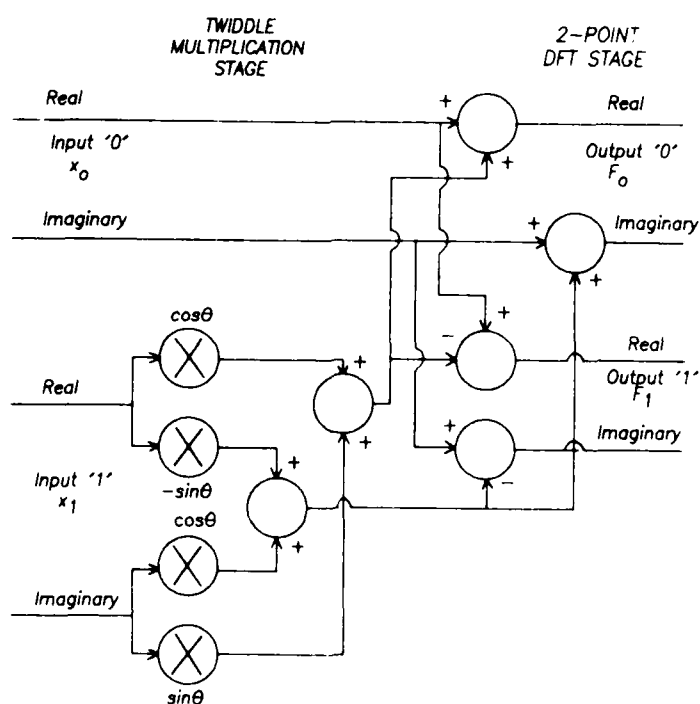 TWIDDLE
MULTIPLICATION
STAGE
2-POINT
DFT STAGE
Real
+
Real
Input '0'
x₀
+
Output '0'
F₀
Imaginary
+
Imaginary
+
cosθ
+
-
+
Real
Real
+
Output '1'
F₁
-sinθ
+
+
Imaginary
Input '1'
x₁
-
cosθ
+
Imaginary
sinθ